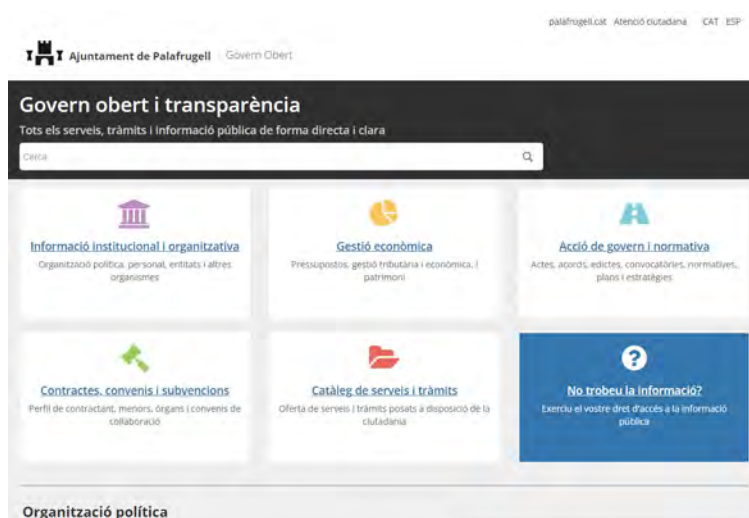 palafrugell.cat Atenció ciutadana CAT ESP
Ajuntament de Palafrugell Govern Obert
Govern obert i transparència
Tots els serveis, tràmits i informació pública de forma directa i clara
Cerca
Informació institucional i organitzativa
Organització política, personal, entitats i altres
organismes
Gestió econòmica
Pressupostos, gestió tributària i econòmica, i
patrimoni
Acció de govern i normativa
Actes, acords, edictes, convocatòries, normatives,
plans i estratègies
Contractes, convenis i subvencions
Perfil de contractant, menors, òrgans i convenis de
col·laboració
Catàleg de serveis i tràmits
Oferta de serveis i tràmits posats a disposició de la
ciutadania
No trobeu la informació?
Exerciu el vostre dret d'accés a la informació
pública
Organització política